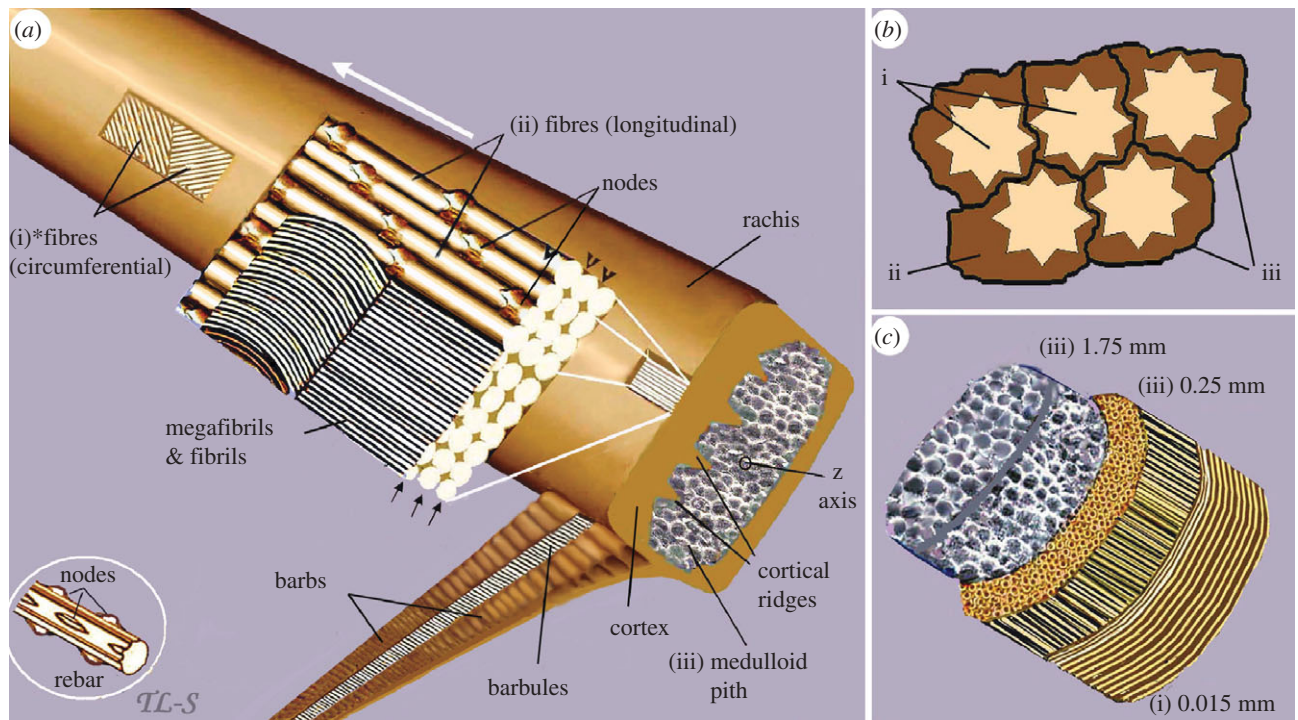 (a)
(ii) fibres (longitudinal)
nodes
rachis
(i)*fibres
(circumferential)
megafibrils
& fibrils
z
axis
cortical
ridges
cortex
(iii) medulloid
pith
barbs
barbules
nodes
rebar
TL-S
(b)
i
ii
iii
(c)
(iii) 1.75 mm
(iii) 0.25 mm
(i) 0.015 mm